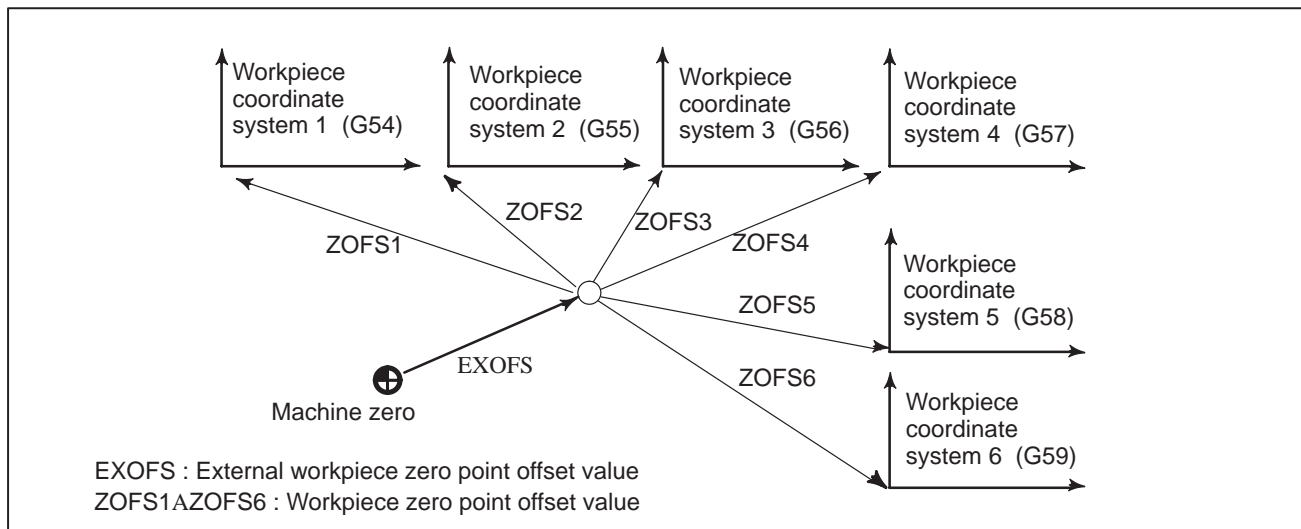 Workpiece
coordinate
system 1 (G54)
Workpiece
coordinate
system 2 (G55)
Workpiece
coordinate
system 3 (G56)
Workpiece
coordinate
system 4 (G57)
ZOFS1
ZOFS2
ZOFS3
ZOFS4
Workpiece
coordinate
system 5 (G58)
ZOFS5
EXOFS
ZOFS6
Machine zero
Workpiece
coordinate
system 6 (G59)
EXOFS : External workpiece zero point offset value
ZOFS1AZOFS6 : Workpiece zero point offset value